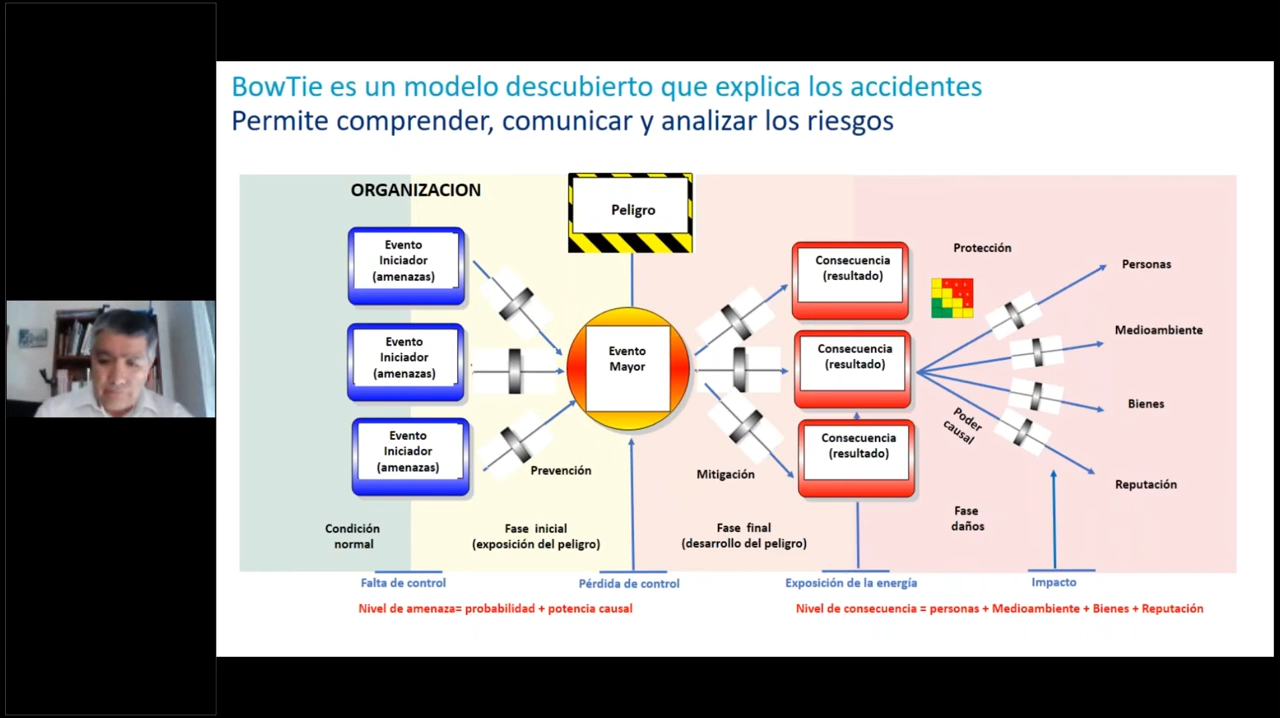 BowTie es un modelo descubierto que explica los accidentes
Permite comprender, comunicar y analizar los riesgos
ORGANIZACION
Peligro
Evento
Iniciador
(amenazas)
Evento
Iniciador
(amenazas)
Evento
Iniciador
(amenazas)
Prevención
Evento
Mayor
Mitigación
Consecuencia
(resultado)
Consecuencia
(resultado)
Consecuencia
(resultado)
Protección
Poder
causal
Personas
Medioambiente
Bienes
Reputación
Condición
normal
Fase inicial
(exposición del peligro)
Fase final
(desarrollo del peligro)
Fase
daños
Falta de control
Pérdida de control
Exposición de la energía
Impacto
Nivel de amenaza= probabilidad + potencia causal
Nivel de consecuencia = personas + Medioambiente + Bienes + Reputación